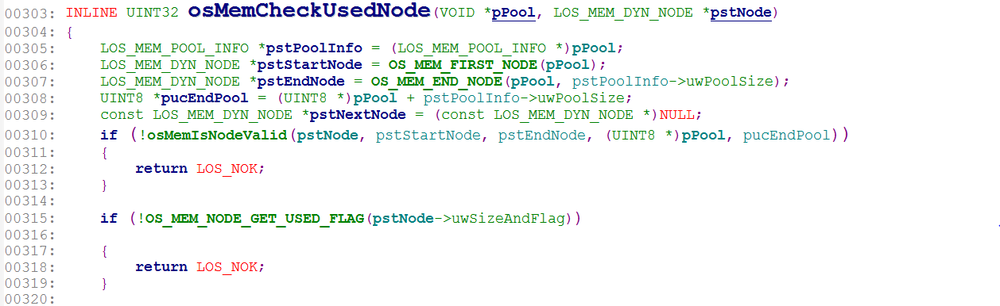 00303: INLINE UINT32 osMemCheckUsedNode(VOID *pPool, LOS_MEM_DYN_NODE *pstNode)
00304: {
00305:     LOS_MEM_POOL_INFO *pstPoolInfo = (LOS_MEM_POOL_INFO *)pPool;
00306:     LOS_MEM_DYN_NODE *pstStartNode = OS_MEM_FIRST_NODE(pPool);
00307:     LOS_MEM_DYN_NODE *pstEndNode = OS_MEM_END_NODE(pPool, pstPoolInfo->uwPoolSize);
00308:     UINT8 *pucEndPool = (UINT8 *)pPool + pstPoolInfo->uwPoolSize;
00309:     const LOS_MEM_DYN_NODE *pstNextNode = (const LOS_MEM_DYN_NODE *)NULL;
00310:     if (!osMemIsNodeValid(pstNode, pstStartNode, pstEndNode, (UINT8 *)pPool, pucEndPool))
00311:     {
00312:         return LOS_NOK;
00313:     }
00314:
00315:     if (!OS_MEM_NODE_GET_USED_FLAG(pstNode->uwSizeAndFlag))
00316:
00317:     {
00318:         return LOS_NOK;
00319:     }
00320: